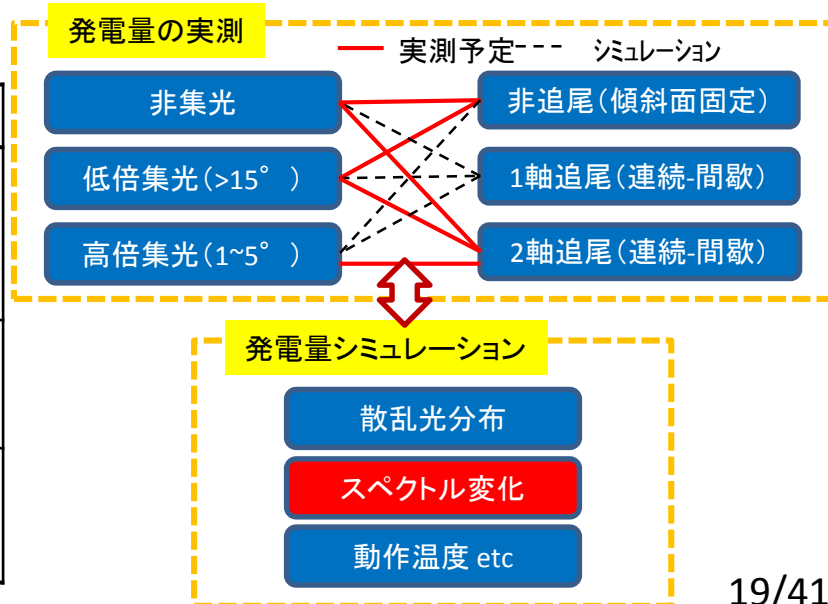 発電量の実測
実測予定 シミュレーション
非集光
非追尾(傾斜面固定)
低倍集光(>15°)
1軸追尾(連続-間歇)
高倍集光(1~5°)
2軸追尾(連続-間歇)
発電量シミュレーション
散乱光分布
スペクトル変化
動作温度 etc
19/41